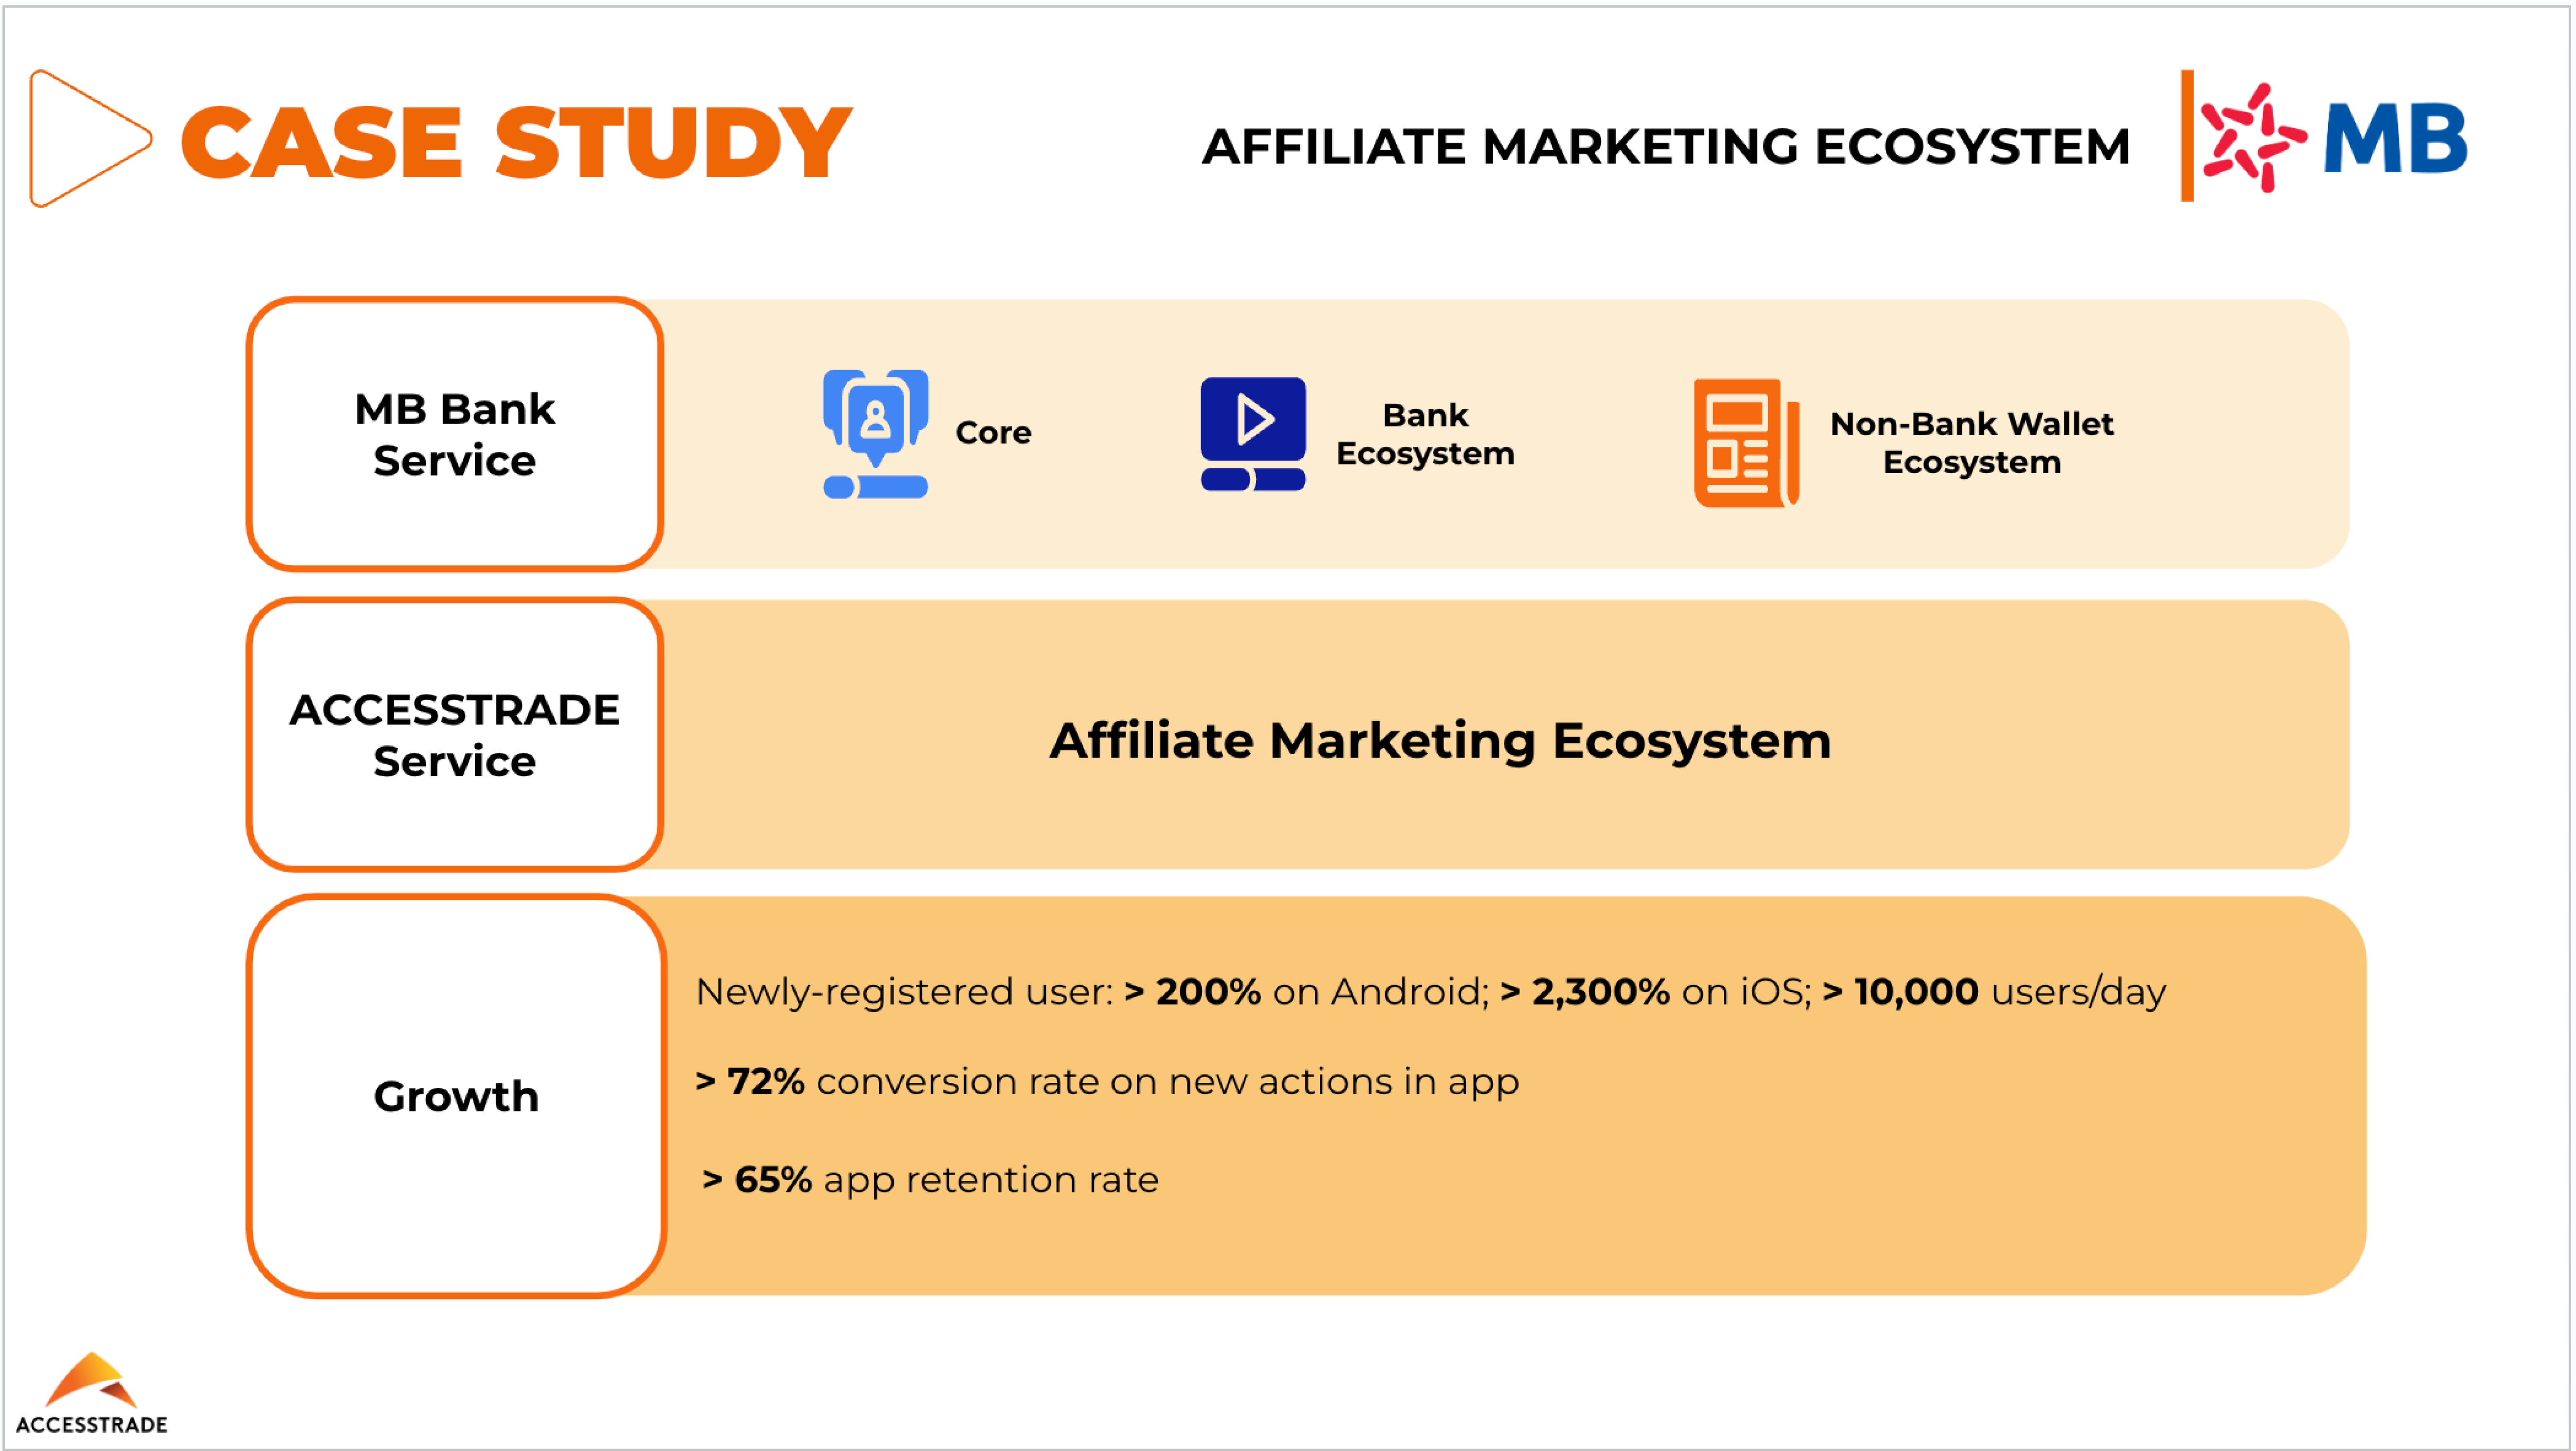 CASE STUDY
AFFILIATE MARKETING ECOSYSTEM
MB
MB Bank
Service
Core
Bank
Ecosystem
Non-Bank Wallet
Ecosystem
ACCESSTRADE
Service
Affiliate Marketing Ecosystem
Growth
Newly-registered user: > 200% on Android; > 2,300% on iOS; > 10,000 users/day
> 72% conversion rate on new actions in app
> 65% app retention rate
ACCESSTRADE